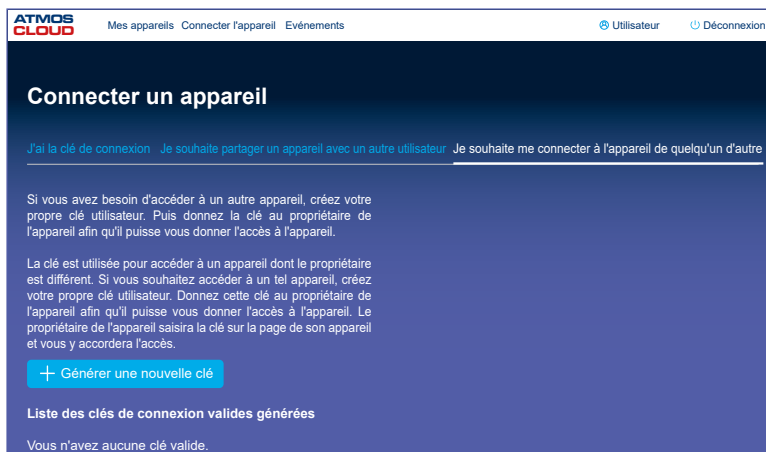 ATMOS
CLOUD
Mes appareils Connecter l'appareil Evénements Utilisateur Déconnexion
Connecter un appareil
J'ai la clé de connexion Je souhaite partager un appareil avec un autre utilisateur Je souhaite me connecter à l'appareil de quelqu'un d'autre
Si vous avez besoin d'accéder à un autre appareil, créez votre
propre clé utilisateur. Puis donnez la clé au propriétaire de
l'appareil afin qu'il puisse vous donner l'accès à l'appareil.
La clé est utilisée pour accéder à un appareil dont le propriétaire
est différent. Si vous souhaitez accéder à un tel appareil, créez
votre propre clé utilisateur. Donnez cette clé au propriétaire de
l'appareil afin qu'il puisse vous donner l'accès à l'appareil. Le
propriétaire de l'appareil saisira la clé sur la page de son appareil
et vous y accordera l'accès.
Générer une nouvelle clé
Liste des clés de connexion valides générées
Vous n'avez aucune clé valide.